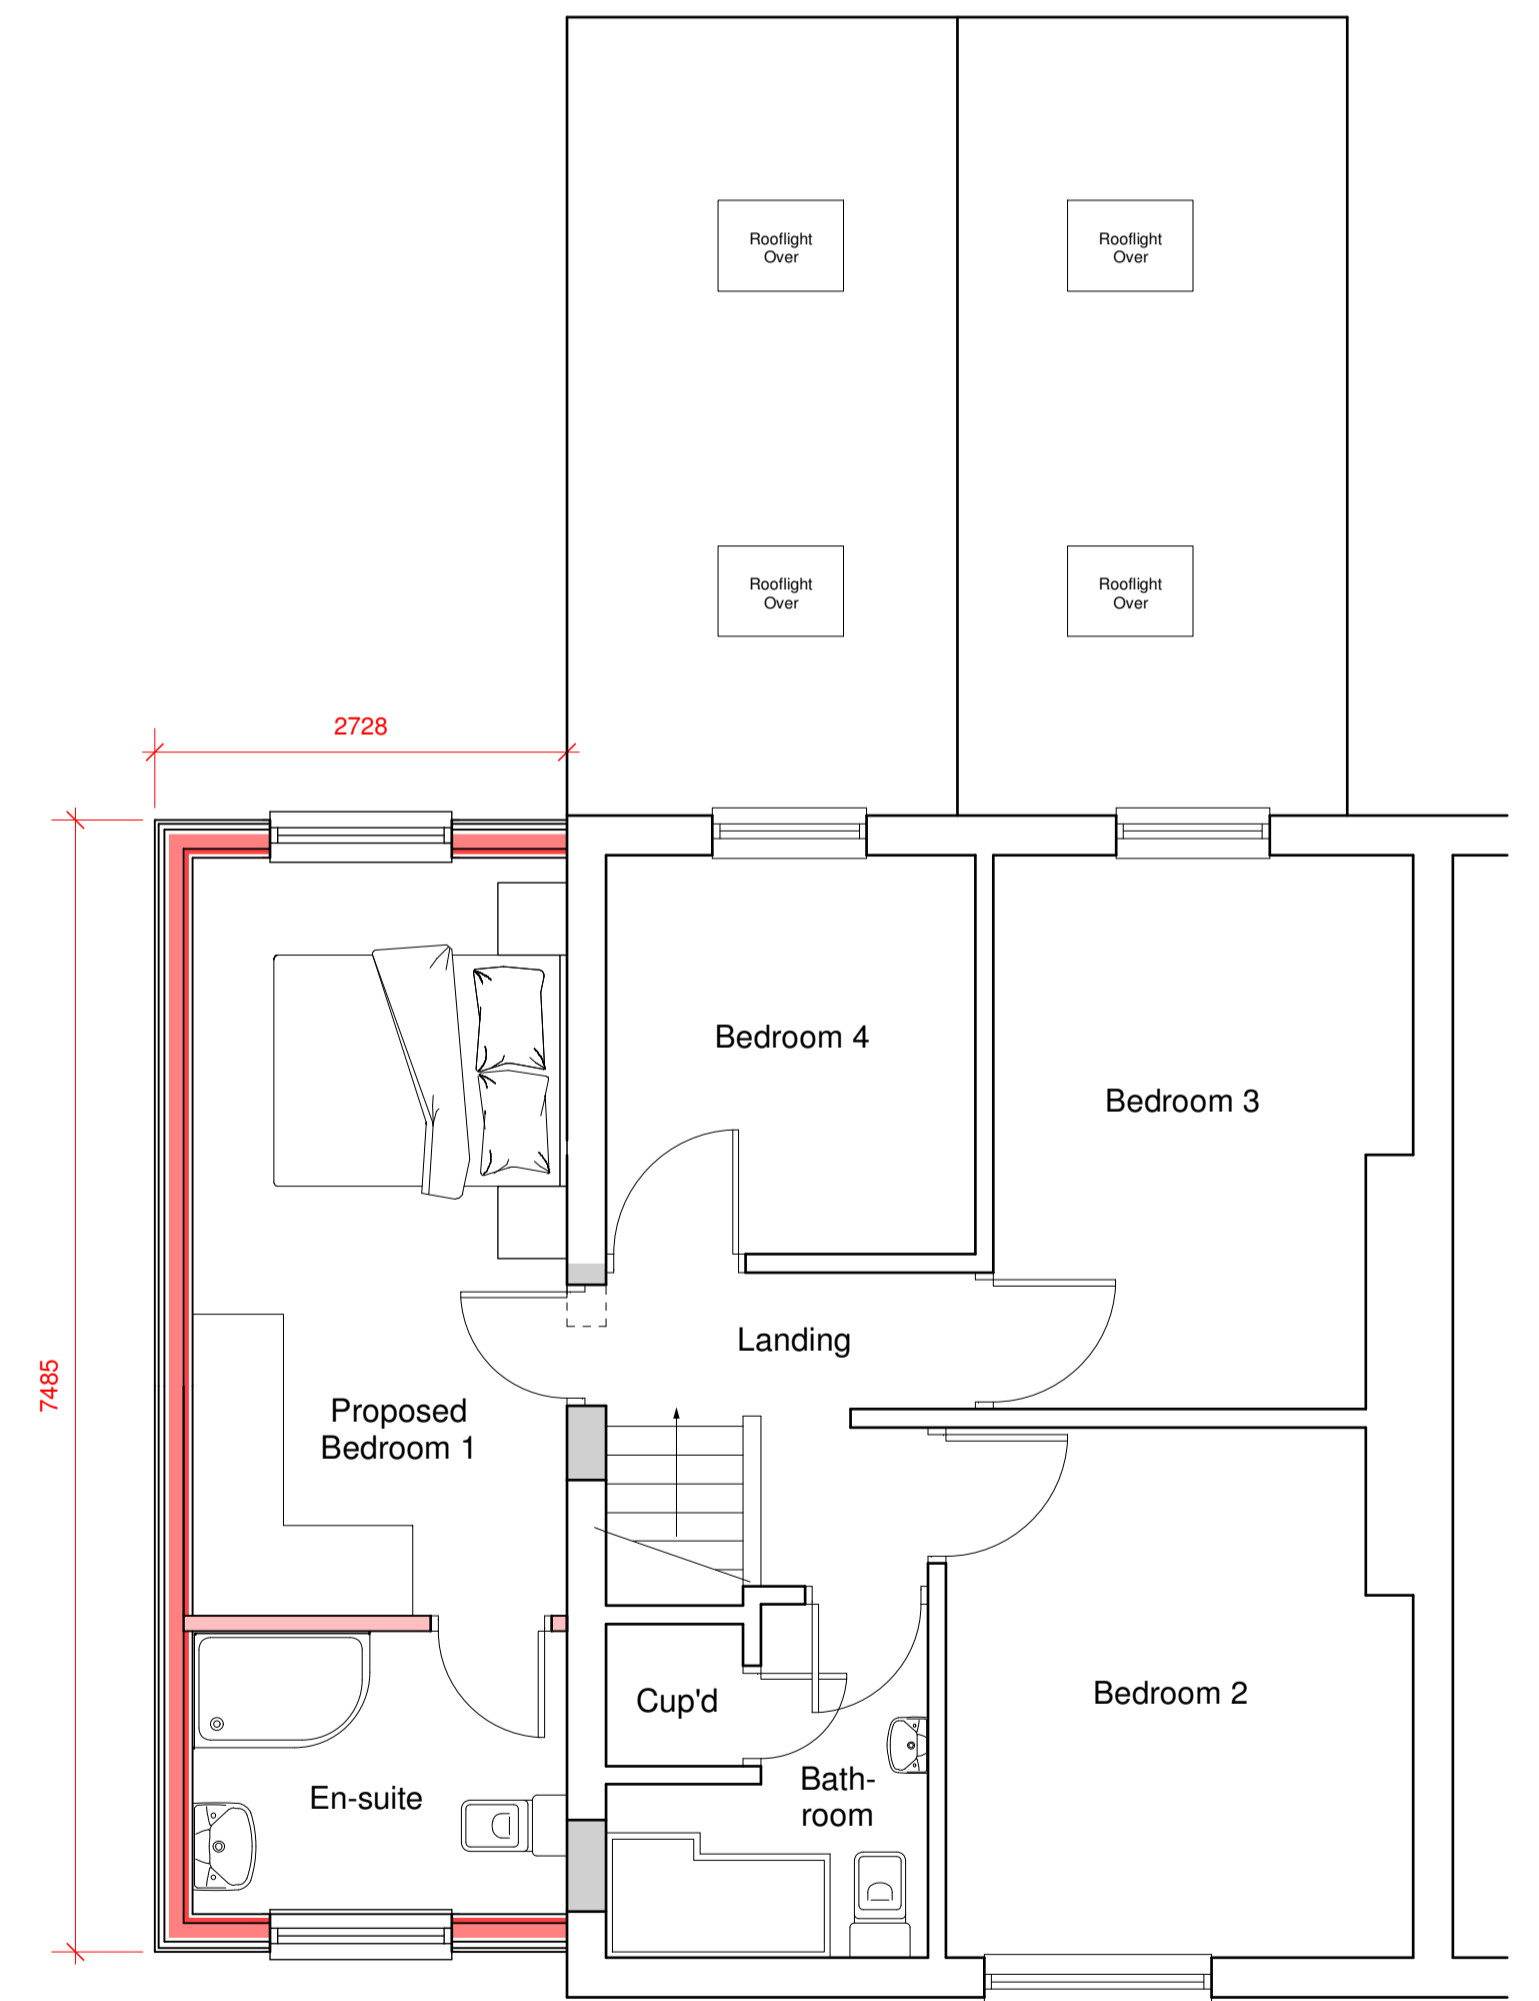 Rooflight
Over
Rooflight
Over
Rooflight
Over
Rooflight
Over
2728
7485
Bedroom 4
Bedroom 3
Landing
Proposed
Bedroom 1
Cup'd
Bedroom 2
En-suite
Bath-
room